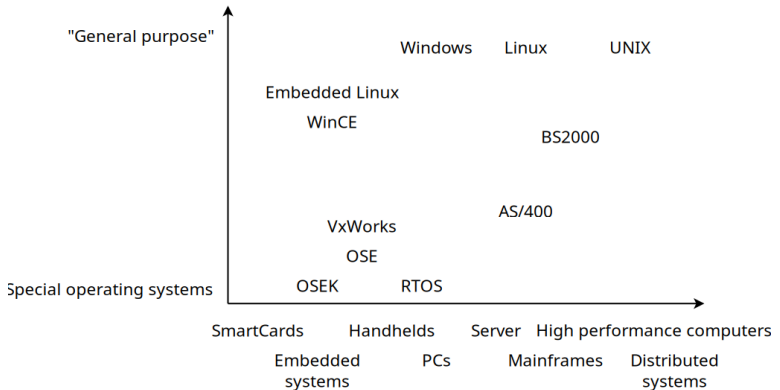 "General purpose"
Windows Linux UNIX
Embedded Linux
WinCE
BS2000
AS/400
VxWorks
OSE
OSEK RTOS
Special operating systems
SmartCards Handhelds Server High performance computers
Embedded systems PCs Mainframes Distributed systems